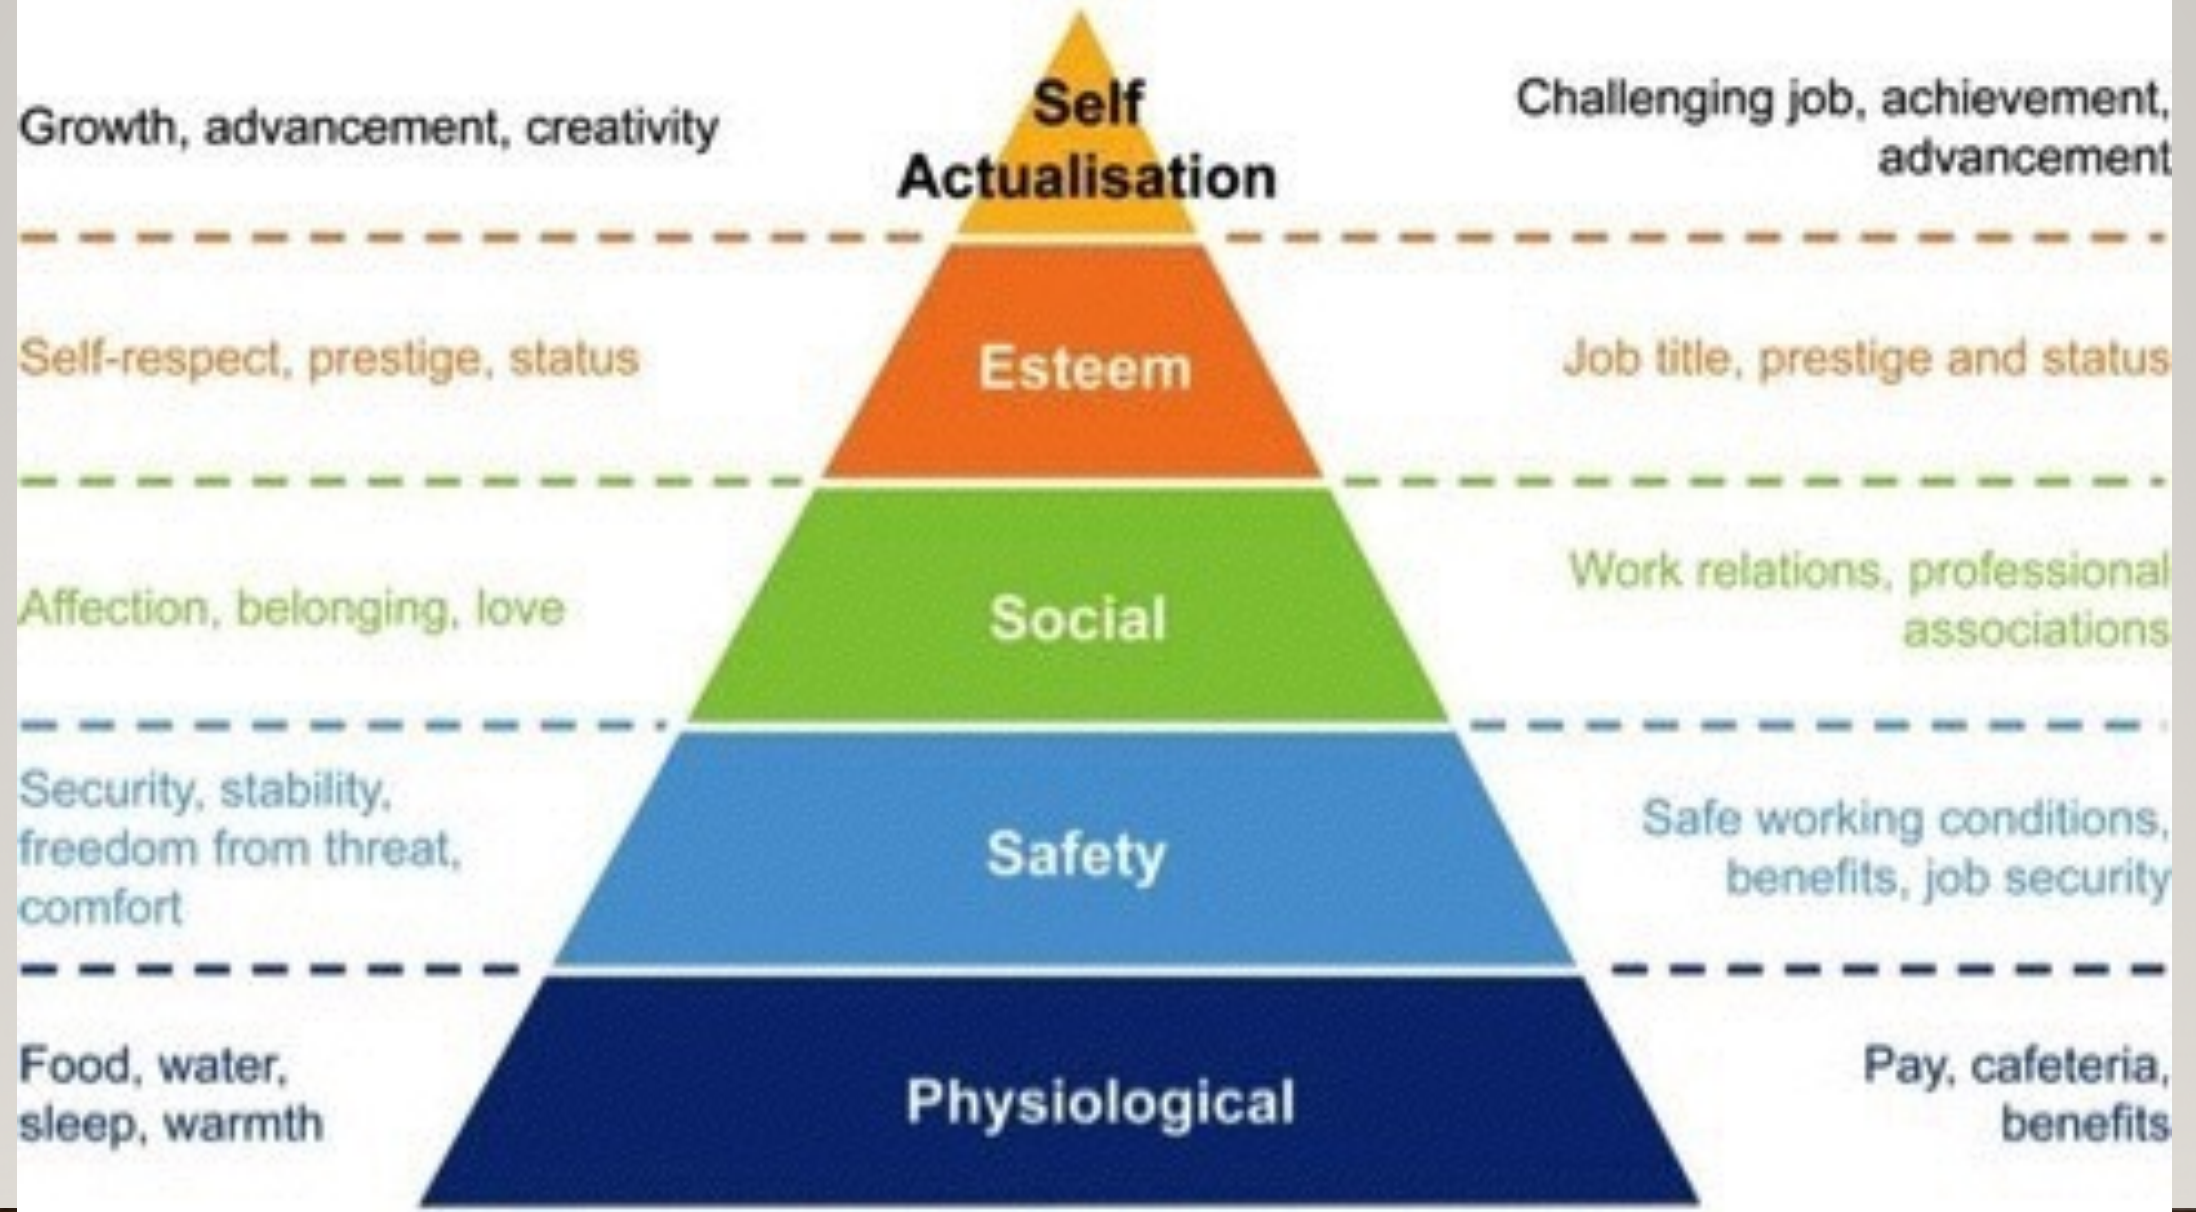 Growth, advancement, creativity
Self
Actualisation
Challenging job, achievement,
advancement
Self-respect, prestige, status
Esteem
Job title, prestige and status
Affection, belonging, love
Social
Work relations, professional
associations
Security, stability,
freedom from threat,
comfort
Safety
Safe working conditions,
benefits, job security
Food, water,
sleep, warmth
Physiological
Pay, cafeteria,
benefits